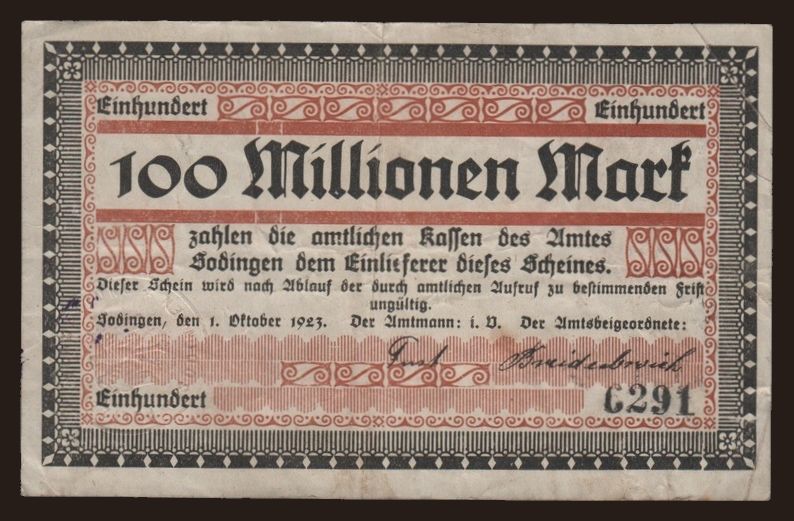 Einhundert Einhundert
100 Millionen Mark
zahlen die amtlichen Kassen des Amtes
Sodingen dem Einlieferer dieses Scheines.
Dieser Schein wird nach Ablauf der durch amtlichen Aufruf zu bestimmenden Frist
ungültig.
Sodingen, den 1. Oktober 1923. Der Amtmann: i. V. Der Amtsbeigeordnete:
Einhundert 6291